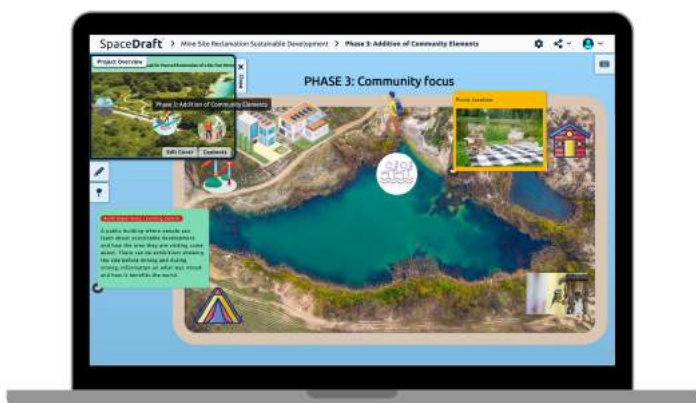 SpaceDraft > Mine Site Reclamation Sustainable Development > Phase 3: Addition of Community Elements
Project Overview
Close
Phase 3: Addition of Community Elements
Edit Cover
Contents
PHASE 3: Community focus
Picnic location
A public building where people can
learn about sustainable development
and how the area they are visiting came
about. There can be exhibitions showing
the site before mining and during
mining, information on what was mined
and how it benefits the world.